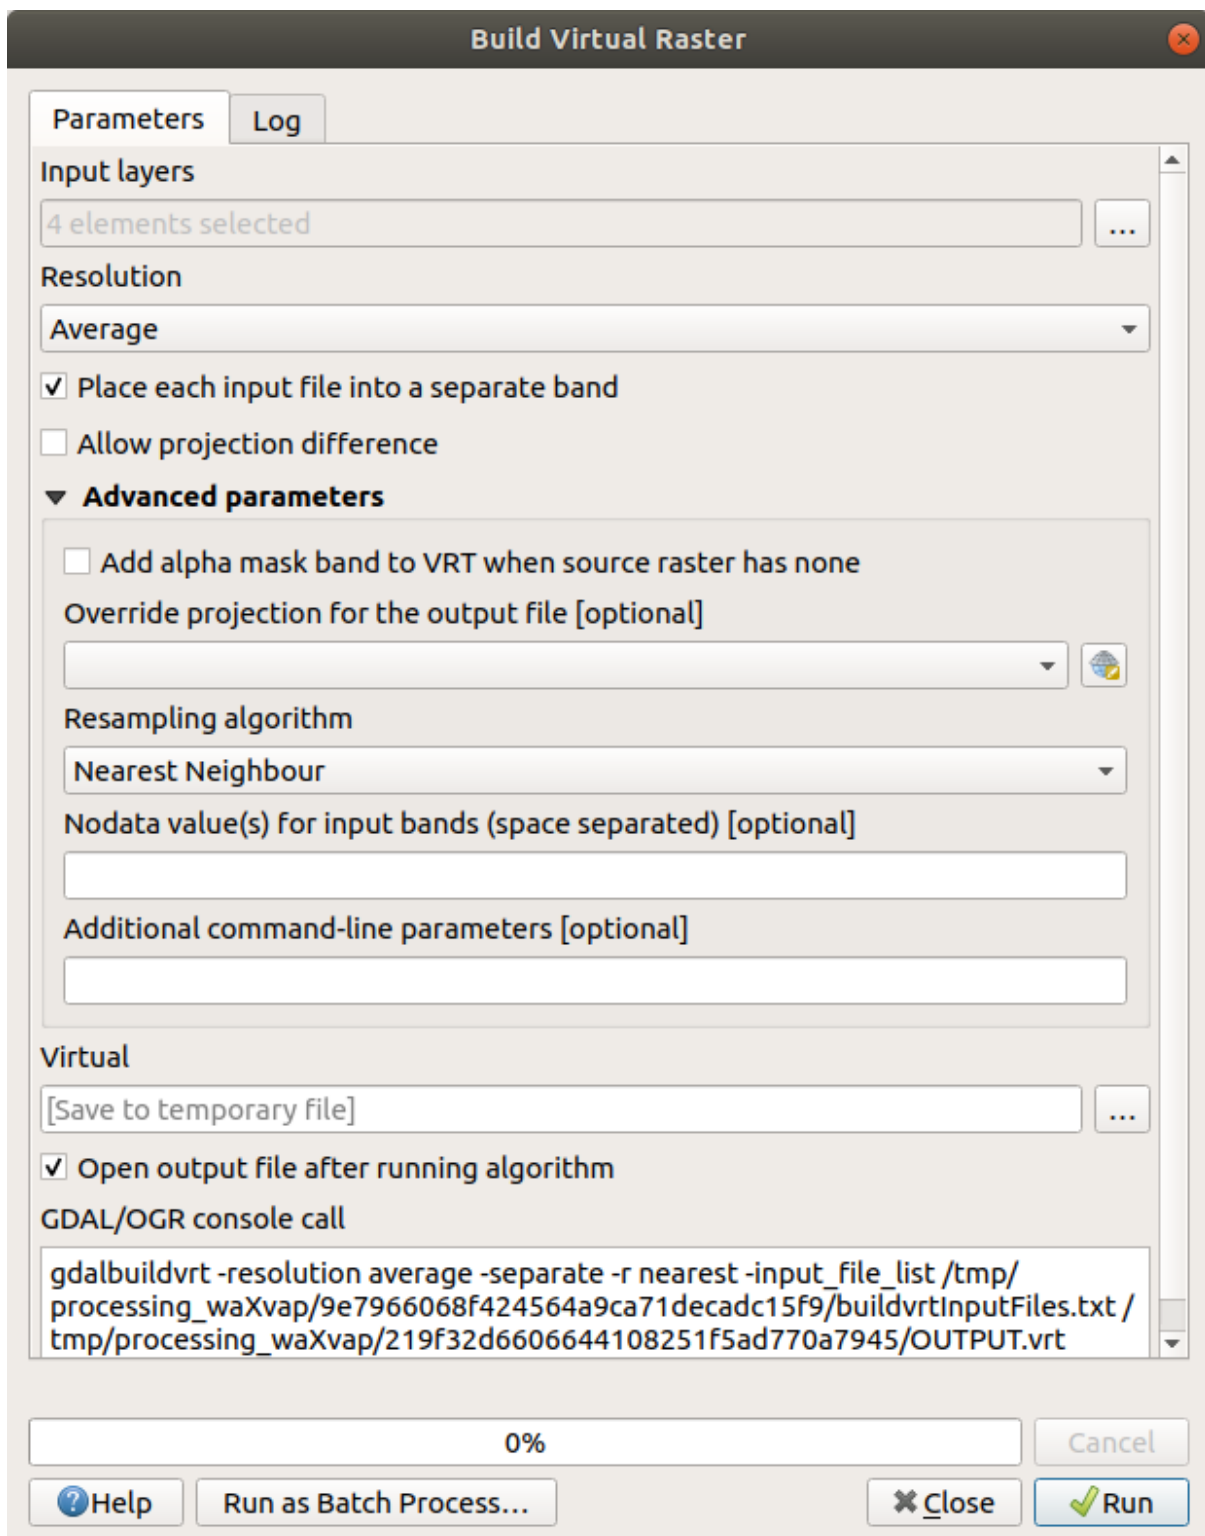 Build Virtual Raster
Parameters
Log
Input layers
4 elements selected
...
Resolution
Average
Place each input file into a separate band
Allow projection difference
Advanced parameters
Add alpha mask band to VRT when source raster has none
Override projection for the output file [optional]
Resampling algorithm
Nearest Neighbour
Nodata value(s) for input bands (space separated) [optional]
Additional command-line parameters [optional]
Virtual
[Save to temporary file]
...
Open output file after running algorithm
GDAL/OGR console call
gdalbuildvrt -resolution average -separate -r nearest -input_file_list /tmp/
processing_waXvap/9e7966068f424564a9ca71decadc15f9/buildvrtInputFiles.txt /
tmp/processing_waXvap/219f32d6606644108251f5ad770a7945/OUTPUT.vrt
0%
Cancel
Help
Run as Batch Process...
Close
Run